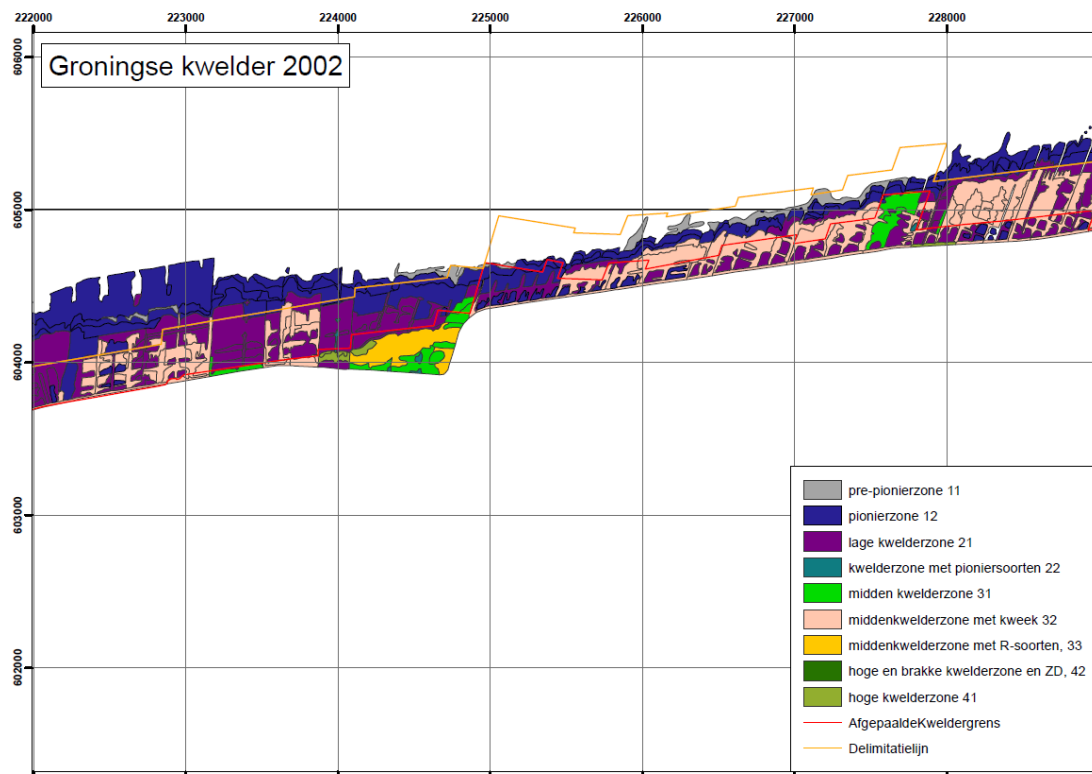 222000 223000 224000 225000 226000 227000 228000
606000
Groningse kwelder 2002
605000
604000
603000
602000
pre-pionierzone 11
pionierzone 12
lage kwelderzone 21
kwelderzone met pioniersoorten 22
midden kwelderzone 31
middenkwelderzone met kweek 32
middenkwelderzone met R-soorten, 33
hoge en brakke kwelderzone en ZD, 42
hoge kwelderzone 41
AfgepaaldeKweldergrens
Delimitatielijn